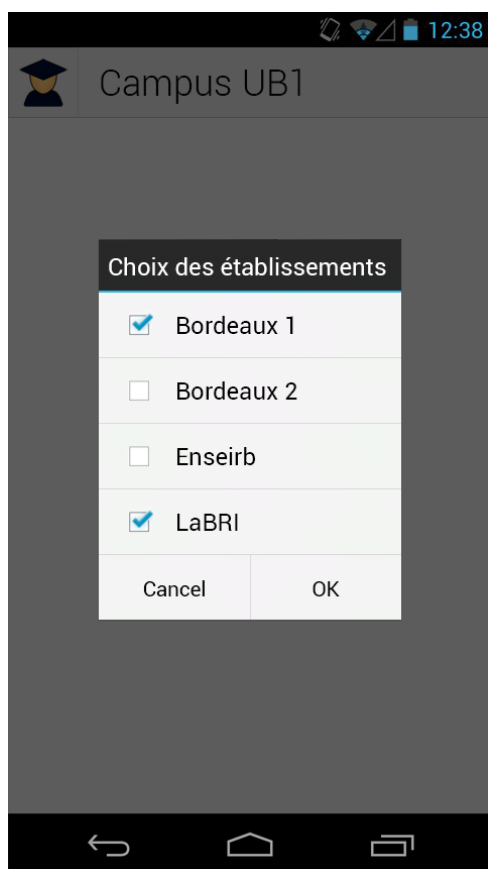 12:38
Campus UB1
Choix des établissements
Bordeaux 1
Bordeaux 2
Enseirb
LaBRI
Cancel OK